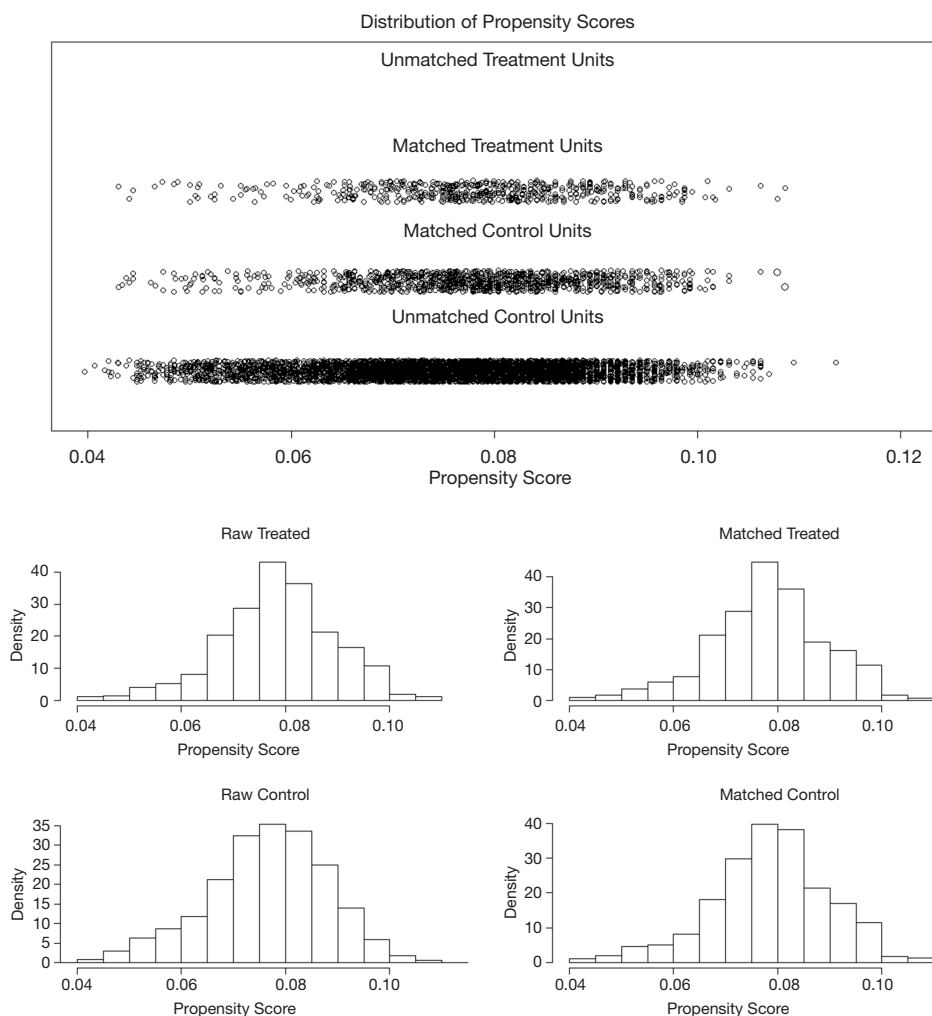 Distribution of Propensity Scores
Unmatched Treatment Units
Matched Treatment Units
Matched Control Units
Unmatched Control Units
0.04 0.06 0.08 0.10 0.12
Propensity Score
Raw Treated
Density
40
30
20
10
0
0.04 0.06 0.08 0.10
Propensity Score
Matched Treated
Density
40
30
20
10
0
0.04 0.06 0.08 0.10
Propensity Score
Raw Control
Density
35
30
25
20
15
10
5
0
0.04 0.06 0.08 0.10
Propensity Score
Matched Control
Density
40
30
20
10
0
0.04 0.06 0.08 0.10
Propensity Score